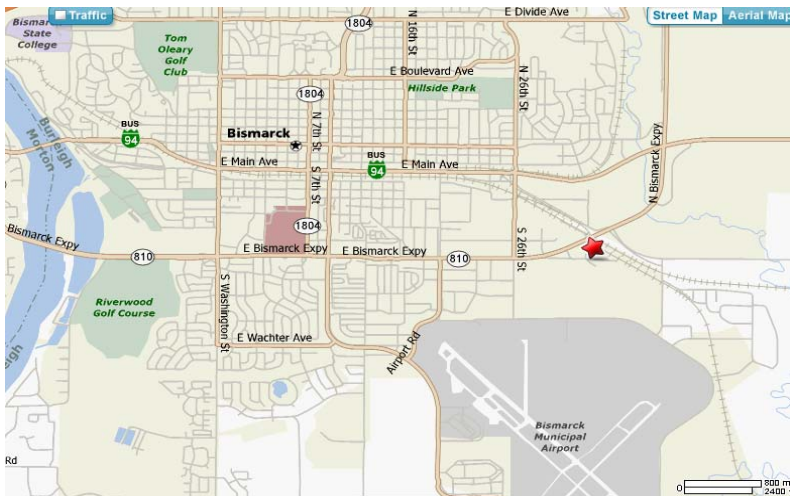 Traffic
E Divide Ave
Street Map
Aerial Map
Bismar
State
College
Tom
Oleary
Golf
Club
1804
N 16th St
E Boulevard Ave
N 26th St
Hillside Park
1804
N 7th St
Burleigh
Morton
BUS
94
Bismarck
E Main Ave
BUS
94
E Main Ave
N Bismarck Expy
S 7th St
1804
Bismarck Expy
810
E Bismarck Expy
E Bismarck Expy
810
S 26th St
S Washington St
Riverwood
Golf Course
E Wachter Ave
Airport Rd
leigh
Bismarck
Municipal
Airport
Rd
0
800 m
2400